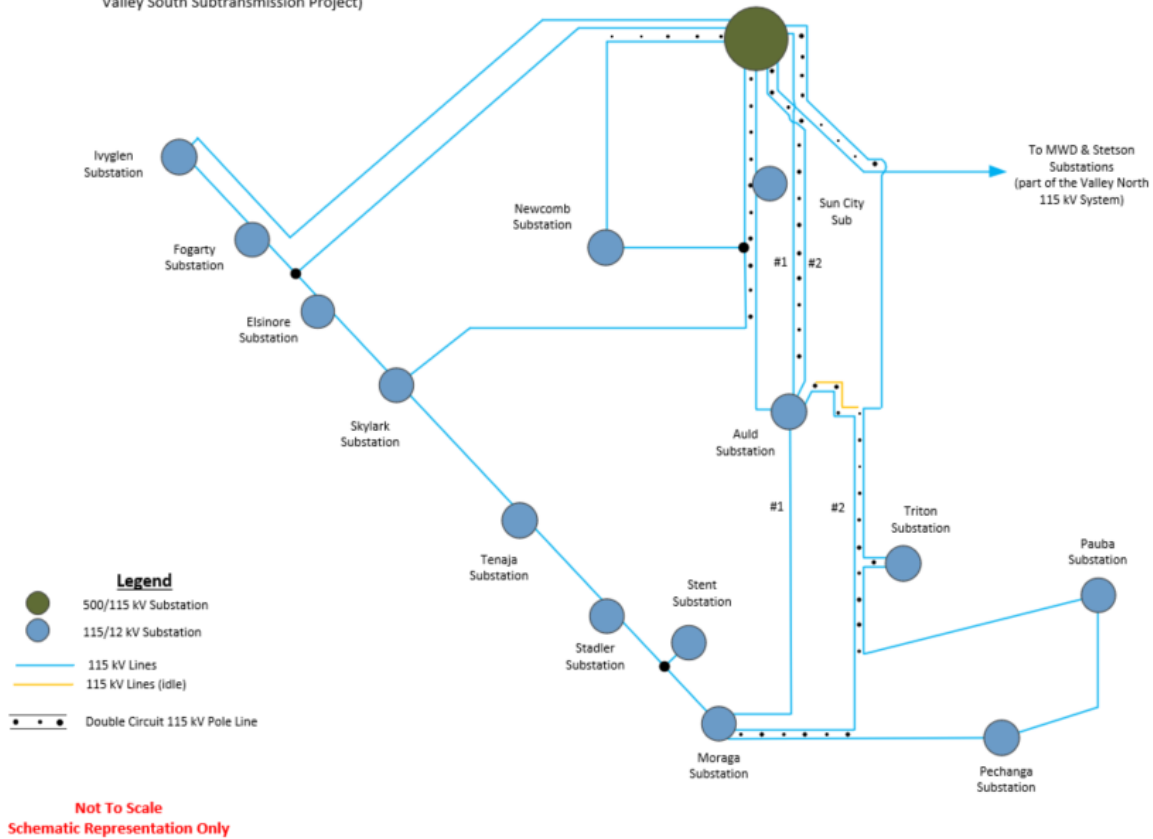 Valley South Subtransmission Project)
Ivyglen
Substation
Fogarty
Substation
Elsinore
Substation
Skylark
Substation
Newcomb
Substation
Sun City
Sub
To MWD & Stetson
Substations
(part of the Valley North
115 kV System)
#1
#2
Auld
Substation
#1
#2
Triton
Substation
Pauba
Substation
Tenaja
Substation
Stent
Substation
Stadler
Substation
Moraga
Substation
Pechanga
Substation
Legend
500/115 kV Substation
115/12 kV Substation
115 kV Lines
115 kV Lines (idle)
Double Circuit 115 kV Pole Line
Not To Scale
Schematic Representation Only